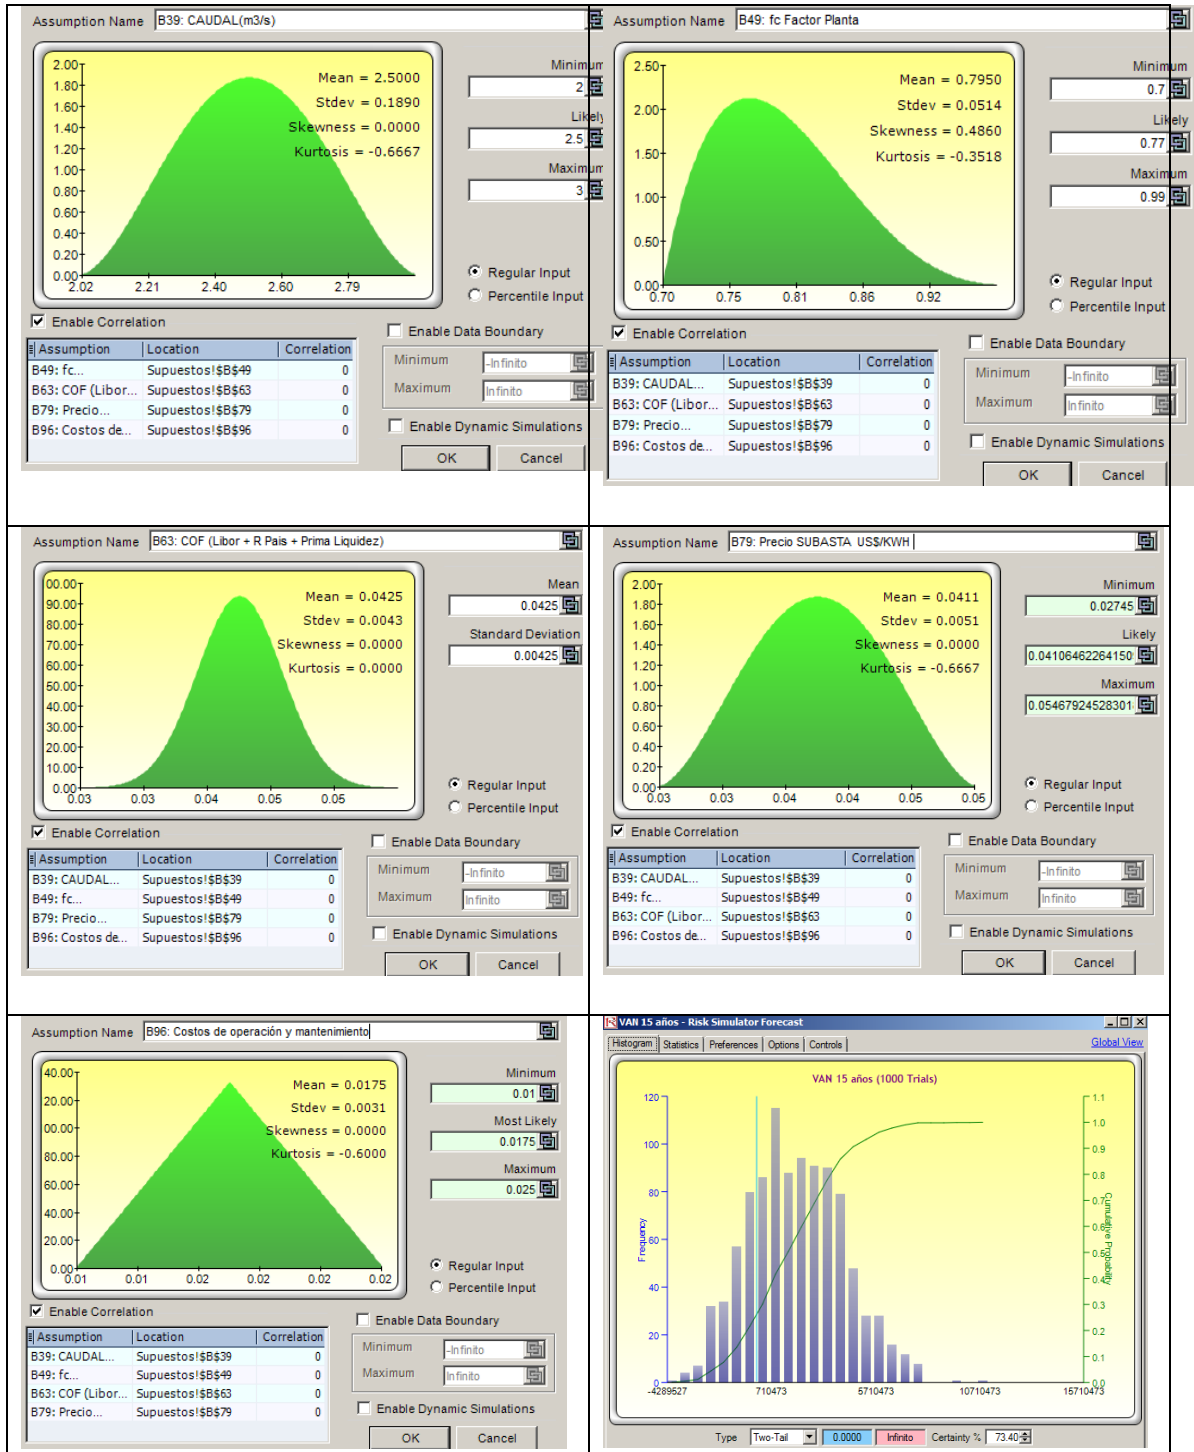 Assumption Name B39: CAUDAL(m3/s)
2.00
1.80
1.60
1.40
1.20
1.00
0.80
0.60
0.40
0.20
0.00
2.02 2.21 2.40 2.60 2.79
Mean = 2.5000
Stdev = 0.1890
Skewness = 0.0000
Kurtosis = -0.6667
Minimum
2
Likely
2.5
Maximum
3
Regular Input
Percentile Input
Enable Correlation
Assumption Location Correlation
B49: fc... Supuestos!$B$49 0
B63: COF (Libor... Supuestos!$B$63 0
B79: Precio... Supuestos!$B$79 0
B96: Costos de... Supuestos!$B$96 0
Enable Data Boundary
Minimum -Infinito
Maximum Infinito
Enable Dynamic Simulations
OK Cancel
Assumption Name B49: fc Factor Planta
2.50
2.00
1.50
1.00
0.50
0.00
0.70 0.75 0.81 0.86 0.92
Mean = 0.7950
Stdev = 0.0514
Skewness = 0.4860
Kurtosis = -0.3518
Minimum
0.7
Likely
0.77
Maximum
0.99
Regular Input
Percentile Input
Enable Correlation
Assumption Location Correlation
B39: CAUDAL... Supuestos!$B$39 0
B63: COF (Libor... Supuestos!$B$63 0
B79: Precio... Supuestos!$B$79 0
B96: Costos de... Supuestos!$B$96 0
Enable Data Boundary
Minimum -Infinito
Maximum Infinito
Enable Dynamic Simulations
OK Cancel
Assumption Name B63: COF (Libor + R Pais + Prima Liquidez)
00.00
90.00
80.00
70.00
60.00
50.00
40.00
30.00
20.00
10.00
0.00
0.03 0.03 0.04 0.05 0.05
Mean = 0.0425
Stdev = 0.0043
Skewness = 0.0000
Kurtosis = 0.0000
Mean
0.0425
Standard Deviation
0.00425
Regular Input
Percentile Input
Enable Correlation
Assumption Location Correlation
B39: CAUDAL... Supuestos!$B$39 0
B49: fc... Supuestos!$B$49 0
B79: Precio... Supuestos!$B$79 0
B96: Costos de... Supuestos!$B$96 0
Enable Data Boundary
Minimum -Infinito
Maximum Infinito
Enable Dynamic Simulations
OK Cancel
Assumption Name B79: Precio SUBASTA US$/KWH
2.00
1.80
1.60
1.40
1.20
1.00
0.80
0.60
0.40
0.20
0.00
0.03 0.03 0.04 0.04 0.05 0.05
Mean = 0.0411
Stdev = 0.0051
Skewness = 0.0000
Kurtosis = -0.6667
Minimum
0.02745
Likely
0.04106462264150
Maximum
0.0546792452830
Regular Input
Percentile Input
Enable Correlation
Assumption Location Correlation
B39: CAUDAL... Supuestos!$B$39 0
B49: fc... Supuestos!$B$49 0
B63: COF (Libor... Supuestos!$B$63 0
B96: Costos de... Supuestos!$B$96 0
Enable Data Boundary
Minimum -Infinito
Maximum Infinito
Enable Dynamic Simulations
OK Cancel
Assumption Name B96: Costos de operación y mantenimiento
40.00
20.00
00.00
80.00
60.00
40.00
20.00
0.00
0.01 0.01 0.02 0.02 0.02 0.02
Mean = 0.0175
Stdev = 0.0031
Skewness = 0.0000
Kurtosis = -0.6000
Minimum
0.01
Most Likely
0.0175
Maximum
0.025
Regular Input
Percentile Input
Enable Correlation
Assumption Location Correlation
B39: CAUDAL... Supuestos!$B$39 0
B49: fc... Supuestos!$B$49 0
B63: COF (Libor... Supuestos!$B$63 0
B79: Precio... Supuestos!$B$79 0
Enable Data Boundary
Minimum -Infinito
Maximum Infinito
Enable Dynamic Simulations
OK Cancel
VAN 15 años - Risk Simulator Forecast
Histogram Statistics Preferences Options Controls Global View
VAN 15 años (1000 Trials)
120
100
80
60
40
20
0
Frequency
1.1
1.0
0.9
0.8
0.7
0.6
0.5
0.4
0.3
0.2
0.1
0.0
Cumulative Probability
-4289527 710473 5710473 10710473 15710473
Type Two-Tail 0.0000 Infinito Certainty % 73.40